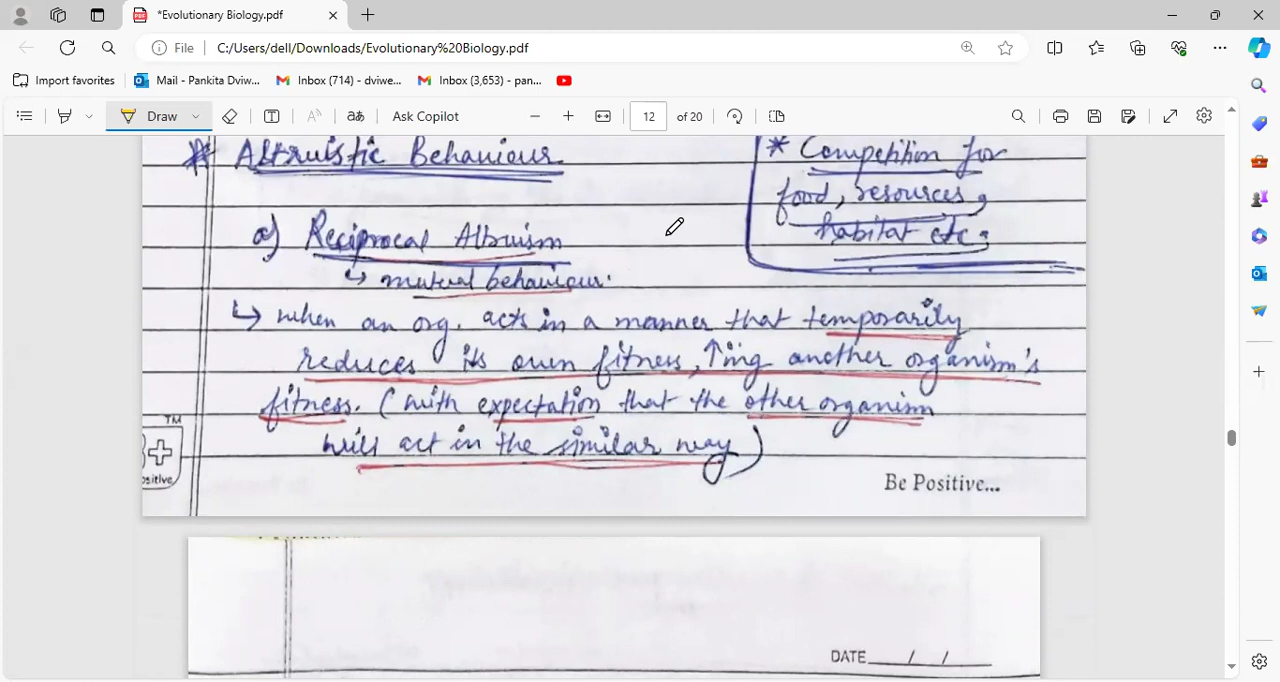 *Evolutionary Biology.pdf
File
C:/Users/dell/Downloads/Evolutionary%20Biology.pdf
Import favorites
Mail - Pankita Dviw...
Inbox (714) - dviwe...
Inbox (3,653) - pan...
Draw
Ask Copilot
12
of 20
* Altruistic Behaviour
* Competition for
food, resources,
habitat etc.
a) Reciprocal Altruism
↳ mutual behaviour.
↳ when an org. acts in a manner that temporarily
reduces its own fitness, ↑ing another organism's
fitness. (with expectation that the other organism
will act in the similar way)
TM
ositive
Be Positive...
DATE / /